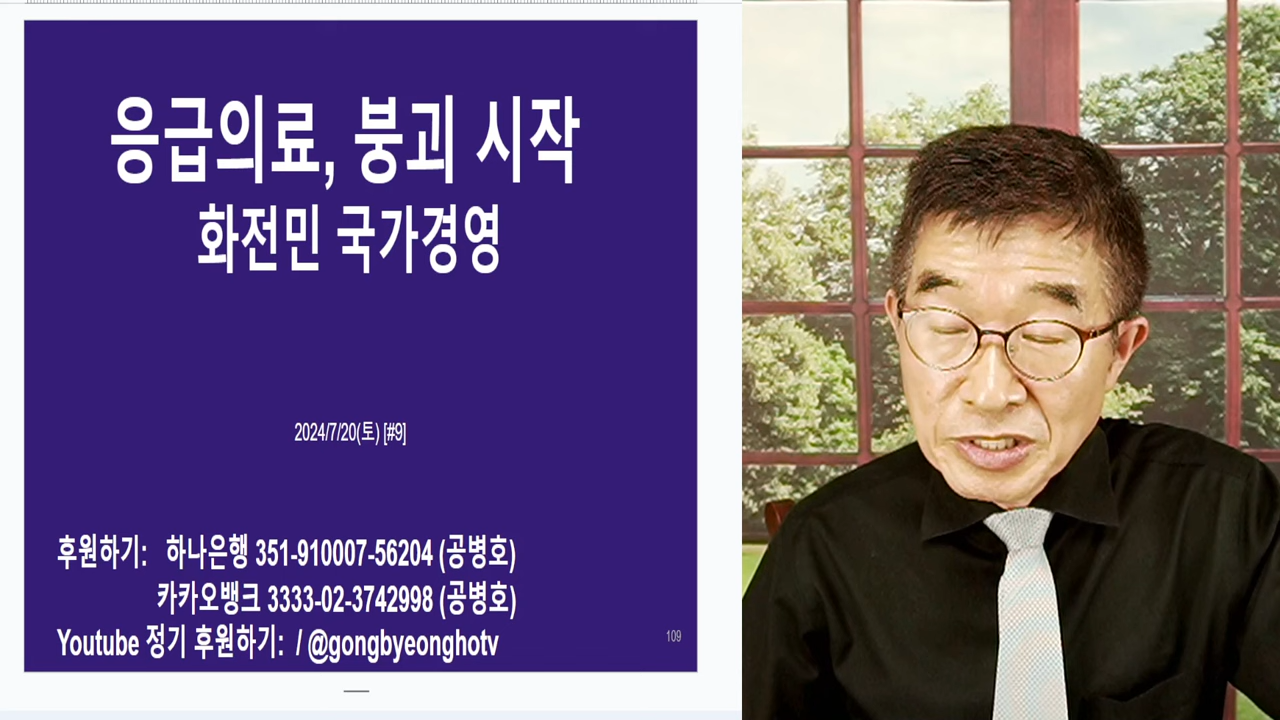 응급의료, 붕괴 시작
화전민 국가경영
2024/7/20(토) [#9]
후원하기: 하나은행 351-910007-56204 (공병호)
카카오뱅크 3333-02-3742998 (공병호)
Youtube 정기 후원하기: / @gongbyeonghotv
109